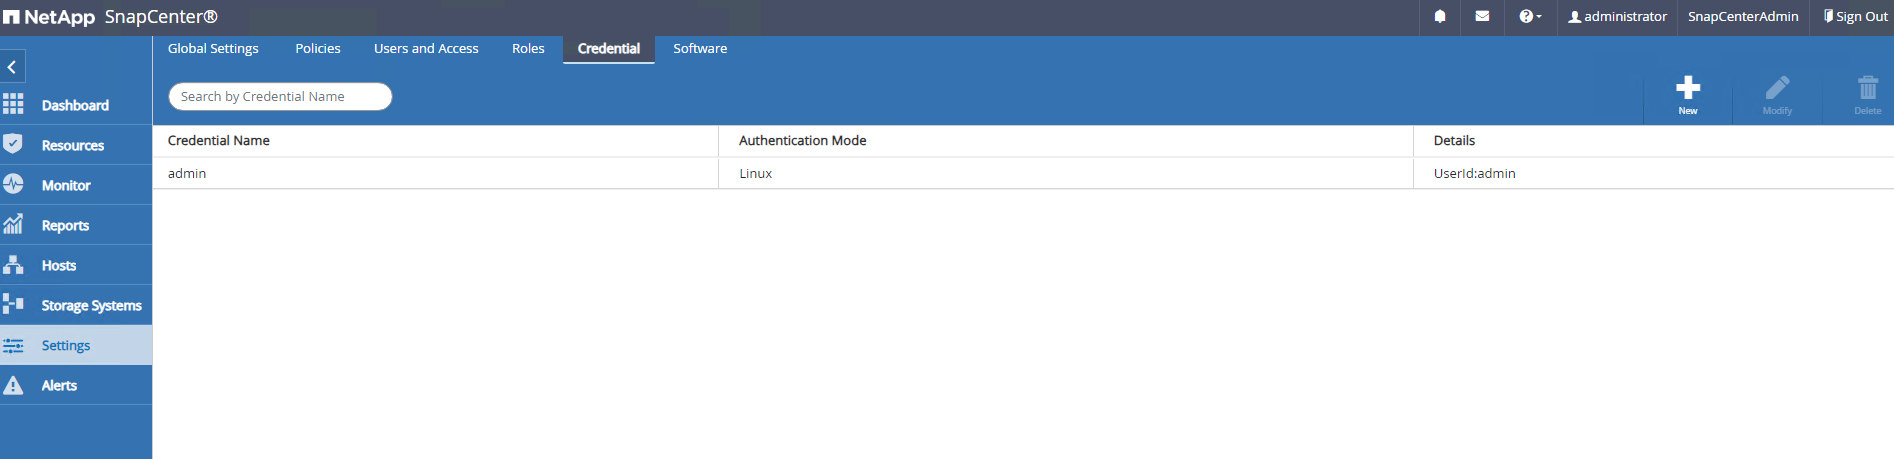 NetApp SnapCenter® administrator SnapCenterAdmin Sign Out
Global Settings Policies Users and Access Roles Credential Software
Search by Credential Name
New Modify Delete
Dashboard
Resources
Monitor
Reports
Hosts
Storage Systems
Settings
Alerts
Credential Name Authentication Mode Details
admin Linux UserId:admin